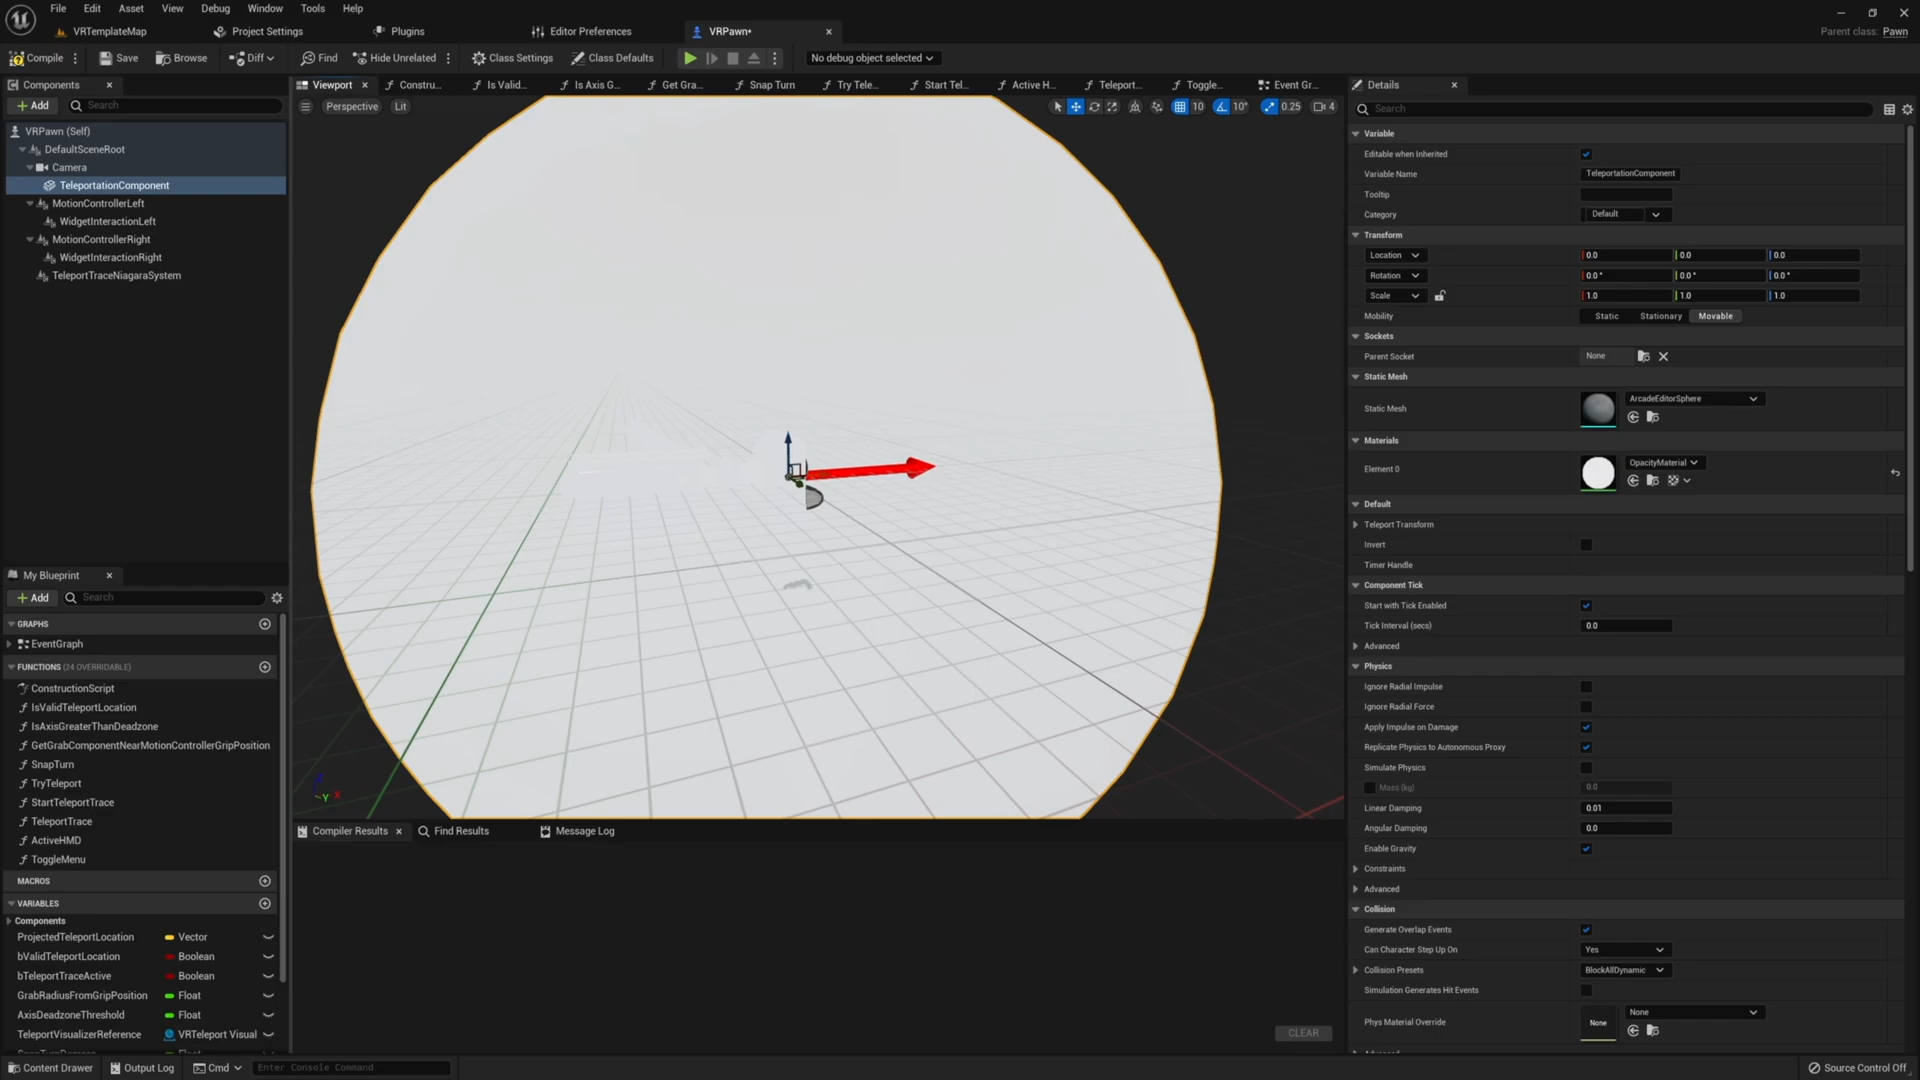 File Edit Asset View Debug Window Tools Help
VRTemplateMap Project Settings Plugins Editor Preferences VRPawn• Parent class: Pawn
Compile Save Browse Diff Find Hide Unrelated Class Settings Class Defaults No debug object selected
Components
Viewport Constru... Is Valid... Is Axis G... Get Gra... Snap Turn Try Tele... Start Tel... Active H... Teleport... Toggle... Event Gr...
Details
Add Search
Perspective Lit 10 10° 0.25 4
Search
VRPawn (Self)
DefaultSceneRoot
Camera
TeleportationComponent
MotionControllerLeft
WidgetInteractionLeft
MotionControllerRight
WidgetInteractionRight
TeleportTraceNiagaraSystem
My Blueprint
Add Search
GRAPHS
EventGraph
FUNCTIONS (24 OVERRIDABLE)
ConstructionScript
IsValidTeleportLocation
IsAxisGreaterThanDeadzone
GetGrabComponentNearMotionControllerGripPosition
SnapTurn
TryTeleport
StartTeleportTrace
TeleportTrace
ActiveHMD
ToggleMenu
MACROS
VARIABLES
Components
ProjectedTeleportLocation Vector
bValidTeleportLocation Boolean
bTeleportTraceActive Boolean
GrabRadiusFromGripPosition Float
AxisDeadzoneThreshold Float
TeleportVisualizerReference VRTeleport Visual
Z
Y X
Compiler Results Find Results Message Log
CLEAR
Variable
Editable when Inherited
Variable Name TeleportationComponent
Tooltip
Category Default
Transform
Location 0.0 0.0 0.0
Rotation 0.0° 0.0° 0.0°
Scale 1.0 1.0 1.0
Mobility Static Stationary Movable
Sockets
Parent Socket None
Static Mesh
Static Mesh ArcadeEditorSphere
Materials
Element 0 OpacityMaterial
Default
Teleport Transform
Invert
Timer Handle
Component Tick
Start with Tick Enabled
Tick Interval (secs) 0.0
Advanced
Physics
Ignore Radial Impulse
Ignore Radial Force
Apply Impulse on Damage
Replicate Physics to Autonomous Proxy
Simulate Physics
Mass (kg) 0.0
Linear Damping 0.01
Angular Damping 0.0
Enable Gravity
Constraints
Advanced
Collision
Generate Overlap Events
Can Character Step Up On Yes
Collision Presets BlockAllDynamic
Simulation Generates Hit Events
Phys Material Override None None
Content Drawer Output Log Cmd Enter Console Command Source Control Off